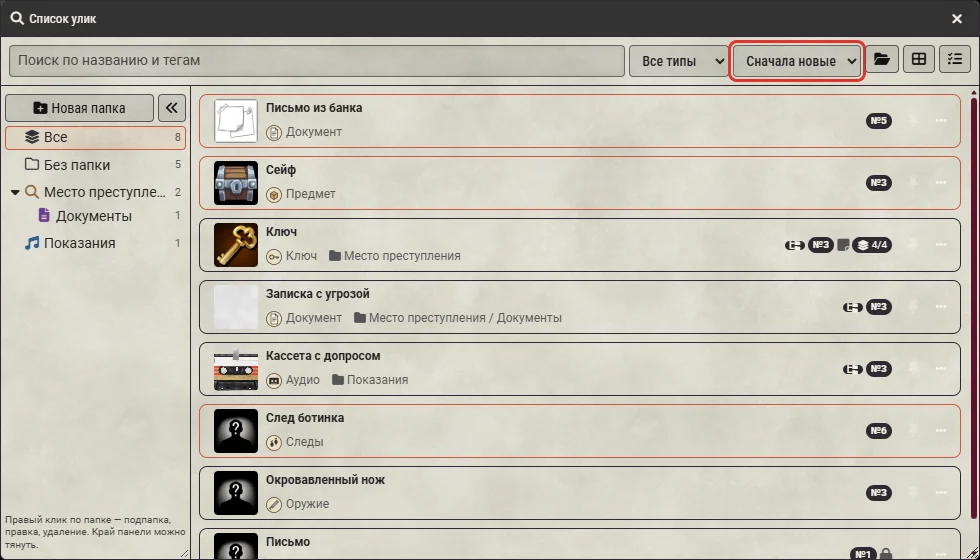 Список улик
Поиск по названию и тегам
Все типы
Сначала новые
Новая папка
Все 8
Без папки 5
Место преступле... 2
Документы 1
Показания 1
Правый клик по папке — подпапка,
правка, удаление. Край панели можно
тянуть.
Письмо из банка
Документ
№5
Сейф
Предмет
№3
Ключ
Ключ Место преступления
№3 4/4
Записка с угрозой
Документ Место преступления / Документы
№3
Кассета с допросом
Аудио Показания
№3
След ботинка
Следы
№6
Окровавленный нож
Оружие
№3
Письмо
№1